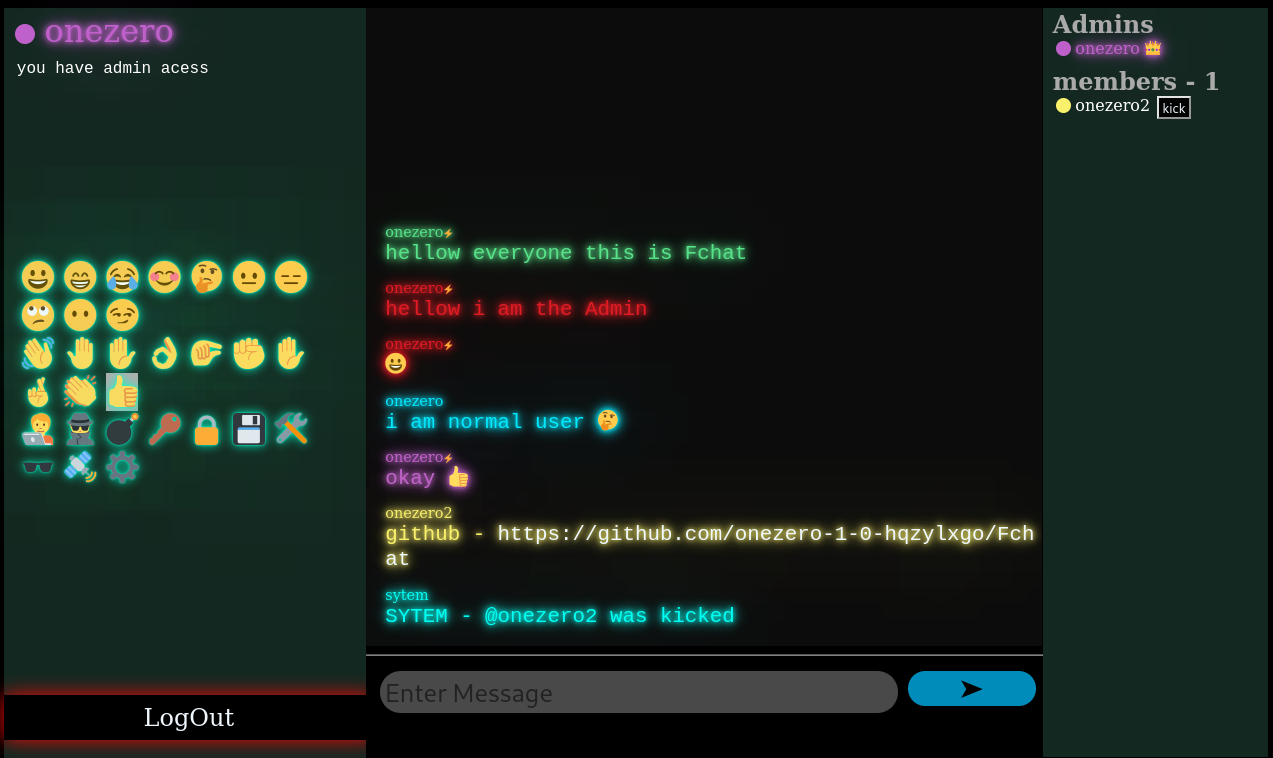 onezero
you have admin acess
LogOut
onezero⚡
hellow everyone this is Fchat
onezero⚡
hellow i am the Admin
onezero⚡
😀
onezero
i am normal user 🤔
onezero⚡
okay 👍
onezero2
github - https://github.com/onezero-1-0-hqzylxgo/Fch
at
sytem
SYTEM - @onezero2 was kicked
Enter Message
Admins
onezero 👑
members - 1
onezero2 kick